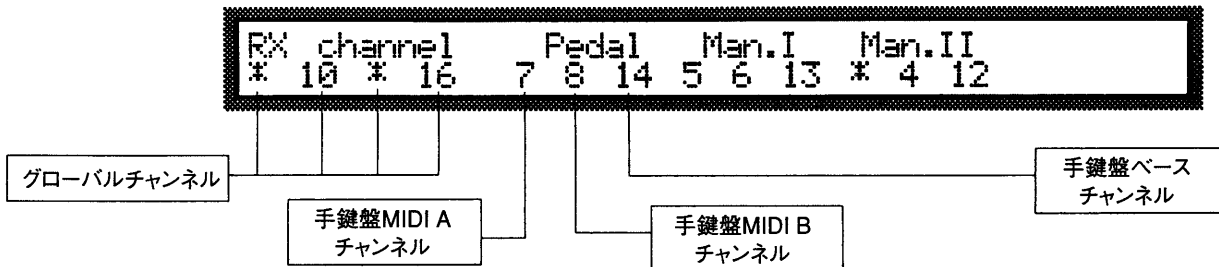 RX channel Pedal Man.I Man.II
* 10 * 16 7 8 14 5 6 13 * 4 12
グローバルチャンネル
手鍵盤ベース
チャンネル
手鍵盤MIDI A
チャンネル
手鍵盤MIDI B
チャンネル